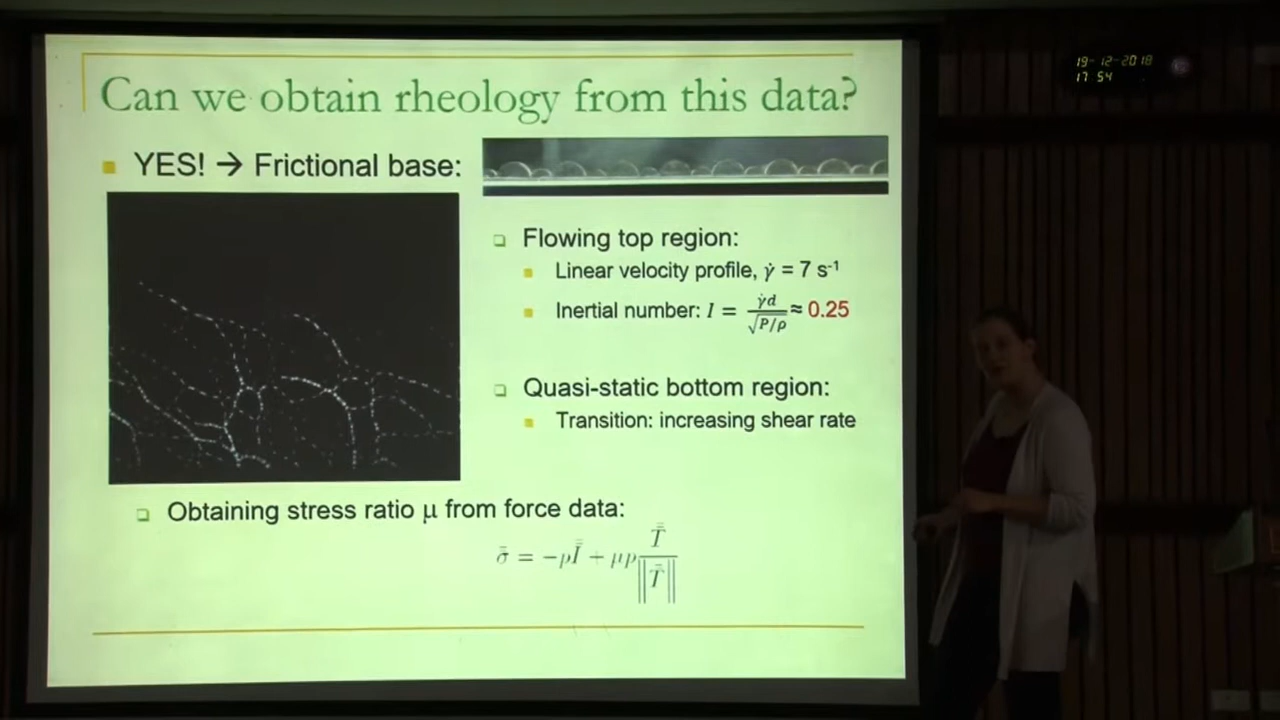 Can we obtain rheology from this data?
19-12-2018
17 54
YES! → Frictional base:
Flowing top region:
Linear velocity profile, γ̇ = 7 s⁻¹
Inertial number: I = γ̇d / √P/ρ ≈ 0.25
Quasi-static bottom region:
Transition: increasing shear rate
Obtaining stress ratio μ from force data:
σ̿ = −pI̿ + μp T̿ / ||T̿||